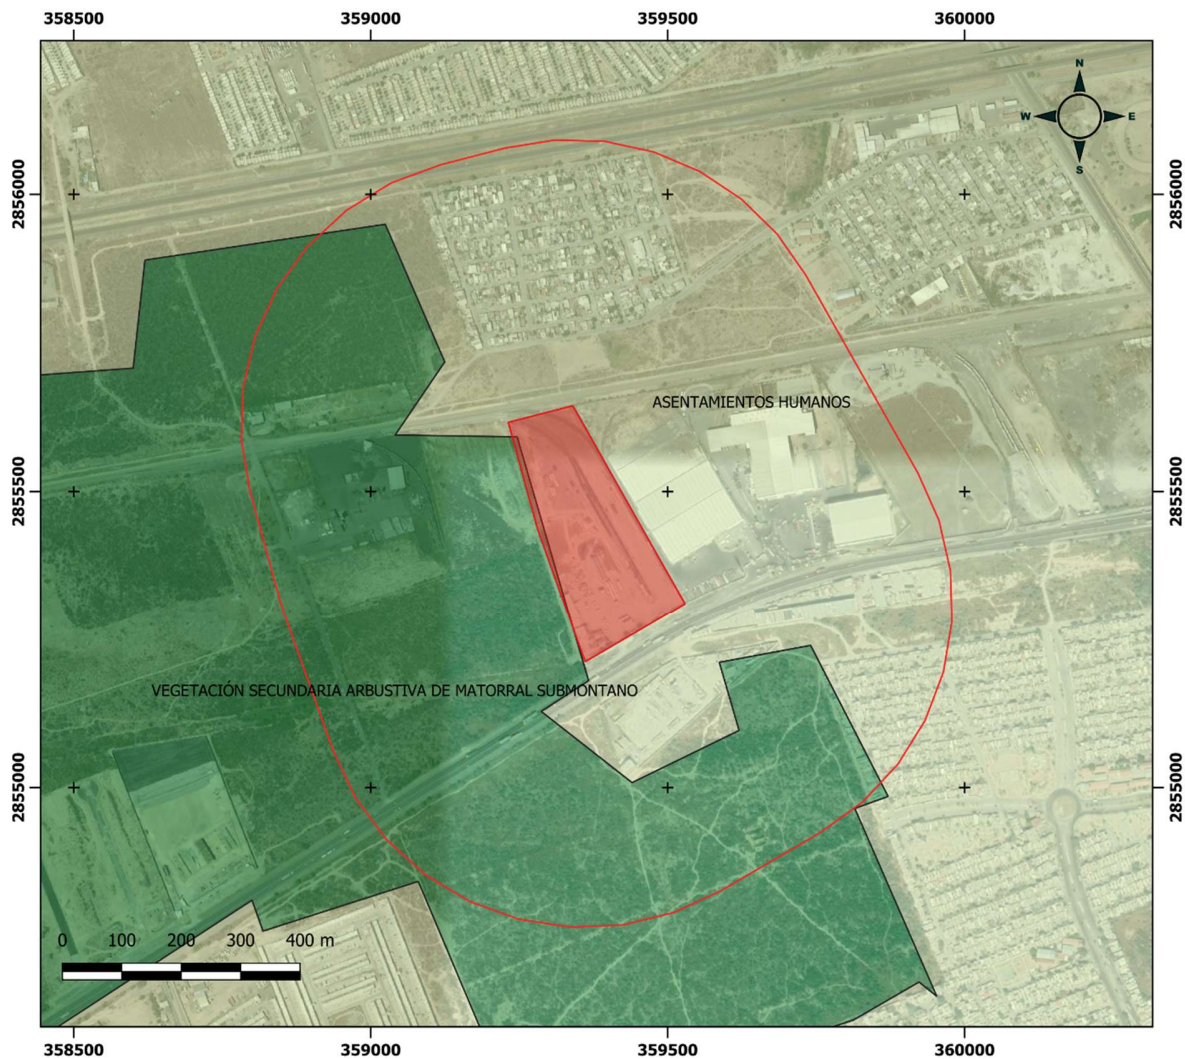 358500 359000 359500 360000
N
W E
S
2856000 2856000
ASENTAMIENTOS HUMANOS
2855500 2855500
VEGETACIÓN SECUNDARIA ARBUSTIVA DE MATORRAL SUBMONTANO
2855000 2855000
0 100 200 300 400 m
358500 359000 359500 360000